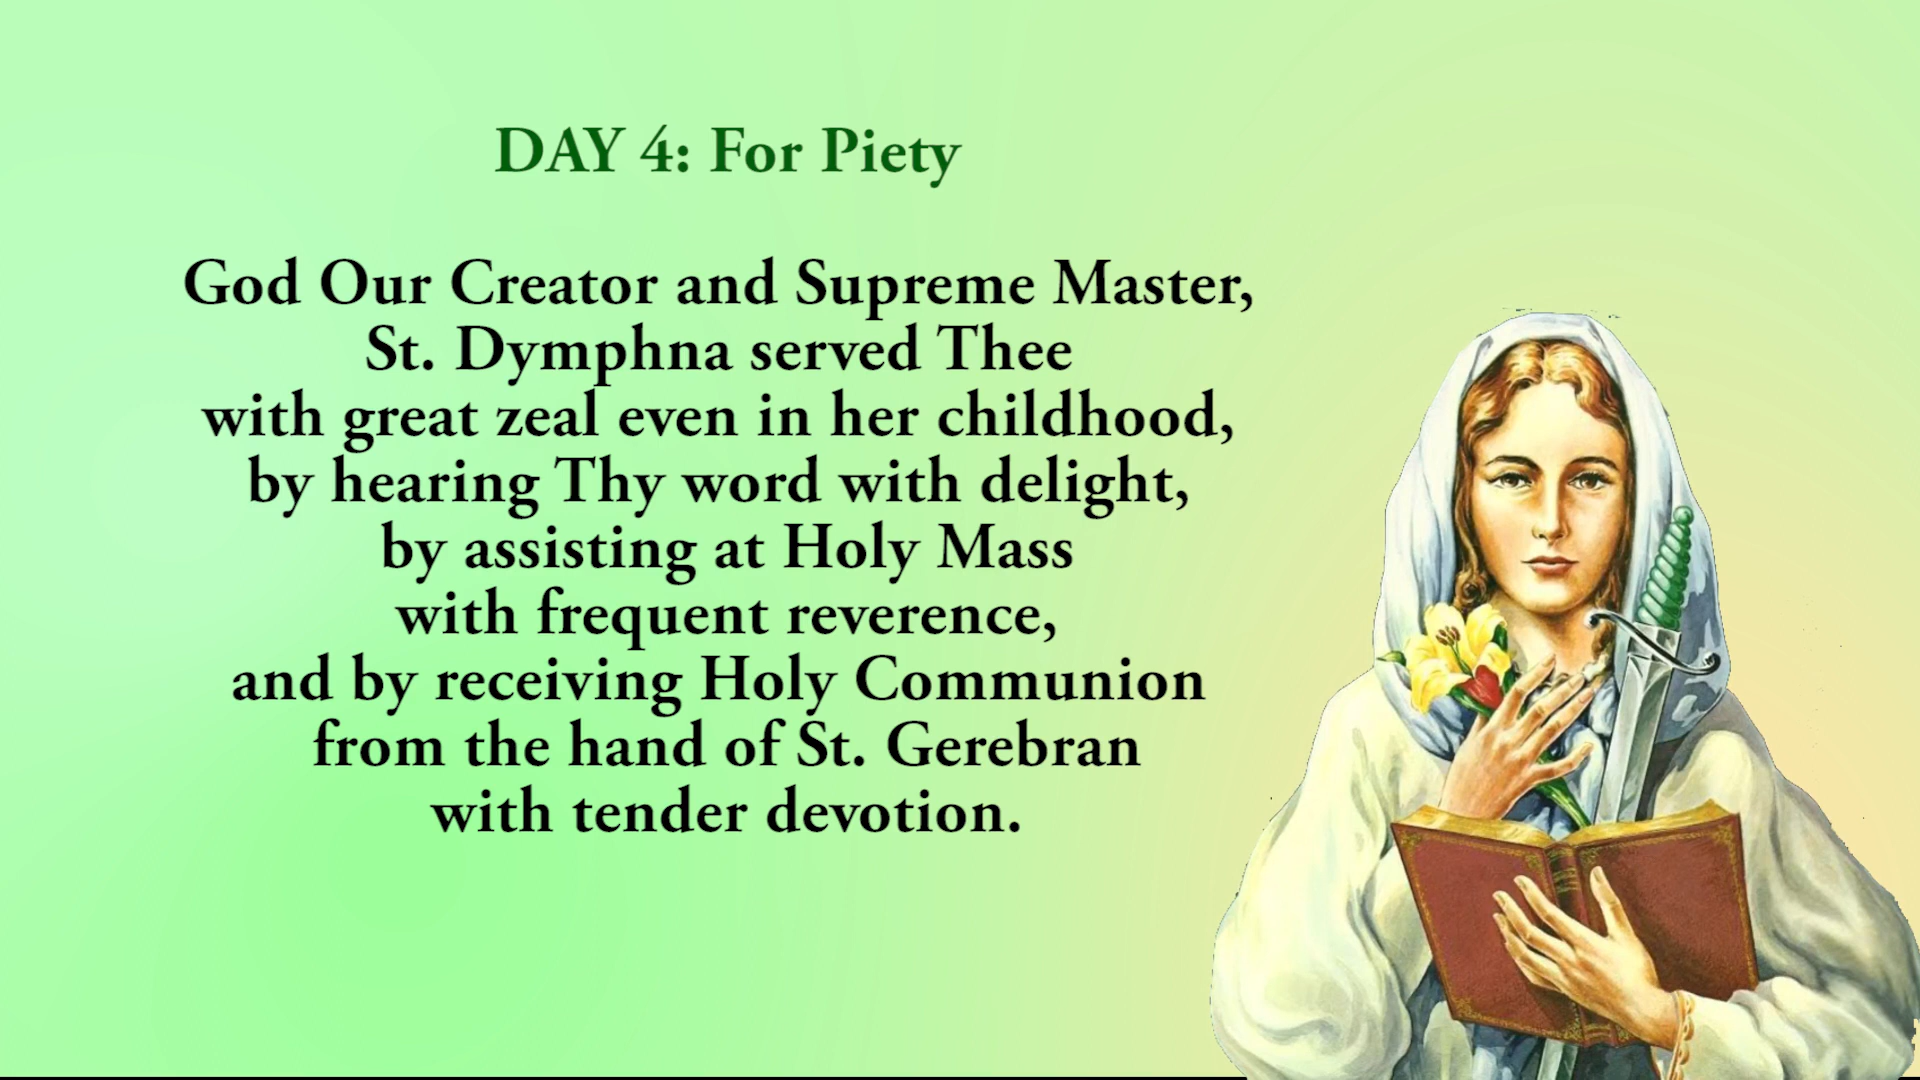 DAY 4: For Piety
God Our Creator and Supreme Master,
St. Dymphna served Thee
with great zeal even in her childhood,
by hearing Thy word with delight,
by assisting at Holy Mass
with frequent reverence,
and by receiving Holy Communion
from the hand of St. Gerebran
with tender devotion.